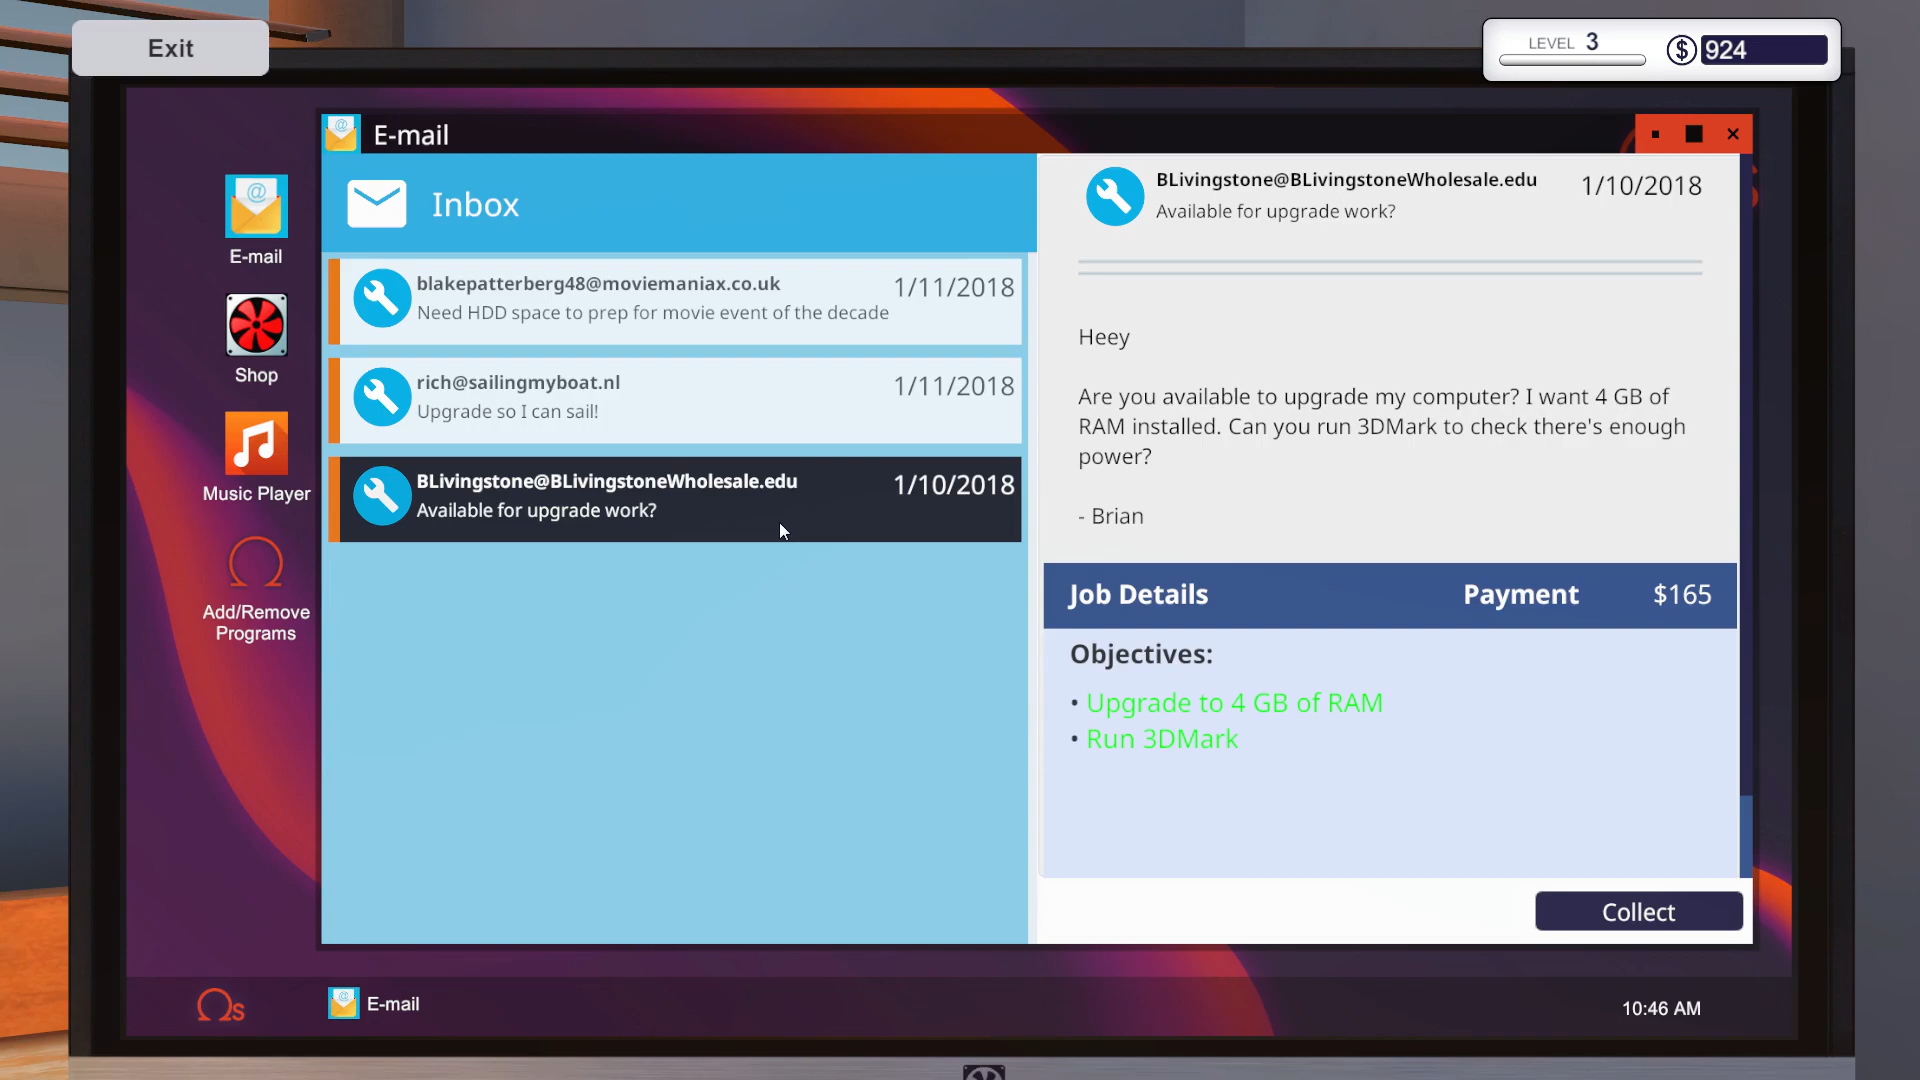 Exit
LEVEL 3
$ 924
E-mail
E-mail
Shop
Music Player
Add/Remove
Programs
Inbox
blakepatterberg48@moviemaniax.co.uk
1/11/2018
Need HDD space to prep for movie event of the decade
rich@sailingmyboat.nl
1/11/2018
Upgrade so I can sail!
BLivingstone@BLivingstoneWholesale.edu
1/10/2018
Available for upgrade work?
BLivingstone@BLivingstoneWholesale.edu
1/10/2018
Available for upgrade work?
Heey
Are you available to upgrade my computer? I want 4 GB of
RAM installed. Can you run 3DMark to check there's enough
power?
- Brian
Job Details Payment $165
Objectives:
• Upgrade to 4 GB of RAM
• Run 3DMark
Collect
Ωs
E-mail
10:46 AM